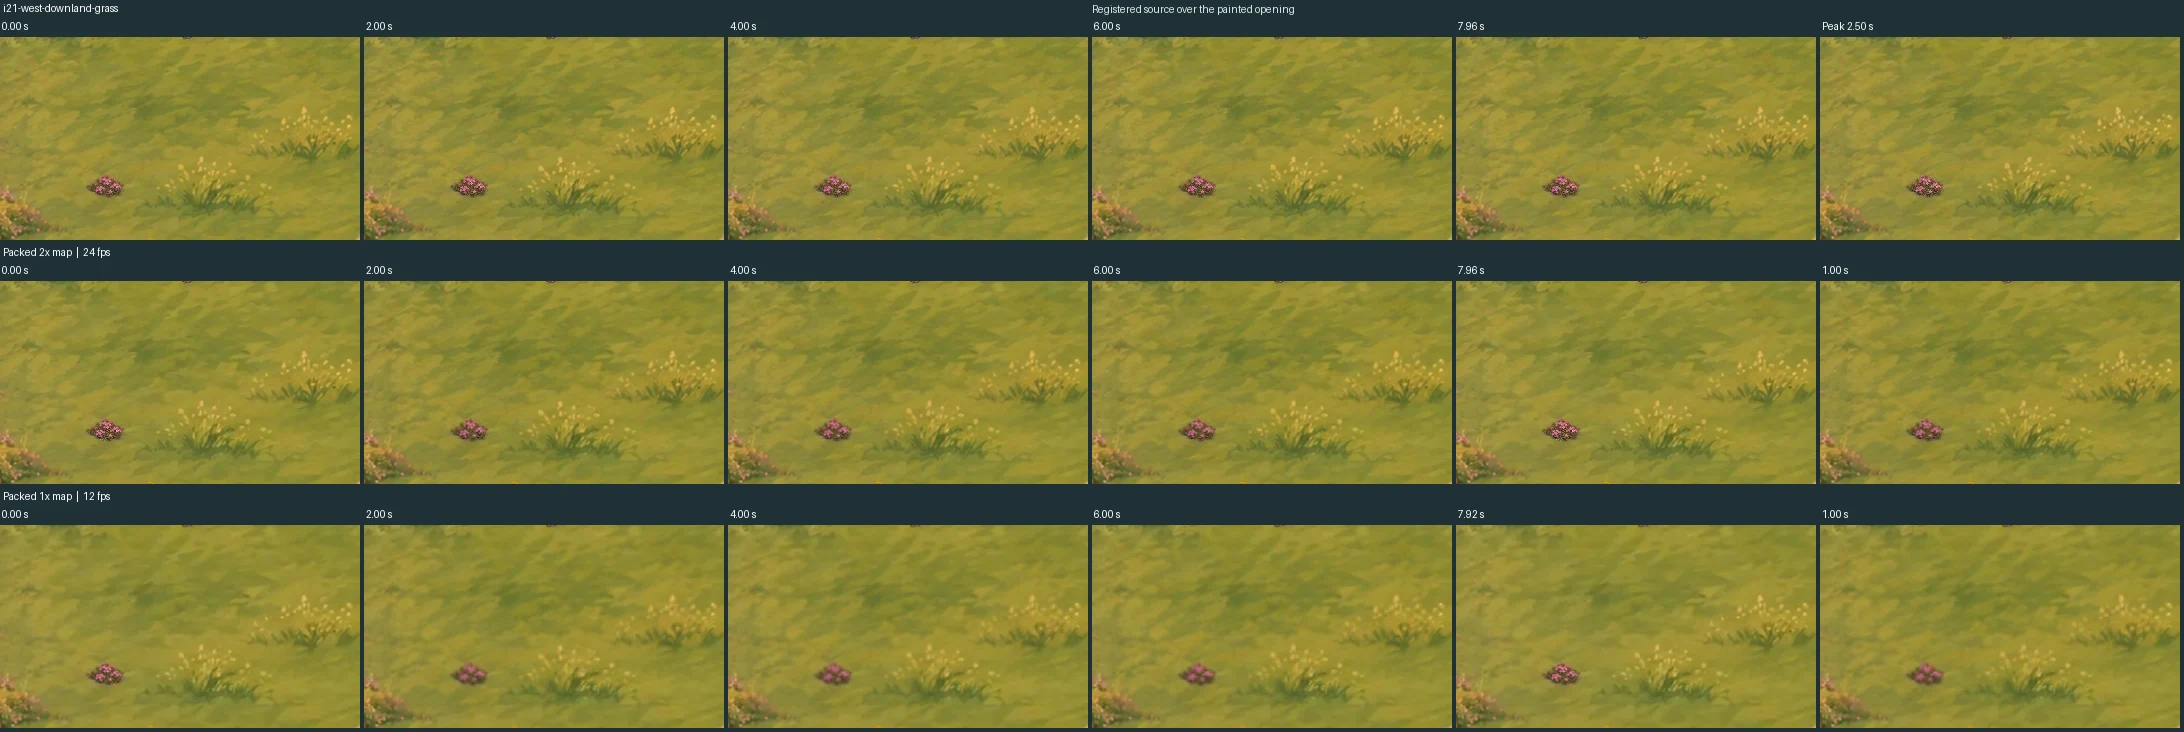 i21-west-downland-grass
Registered source over the painted opening
0.00 s
2.00 s
4.00 s
6.00 s
7.96 s
Peak 2.50 s
Packed 2x map | 24 fps
0.00 s
2.00 s
4.00 s
6.00 s
7.96 s
1.00 s
Packed 1x map | 12 fps
0.00 s
2.00 s
4.00 s
6.00 s
7.92 s
1.00 s